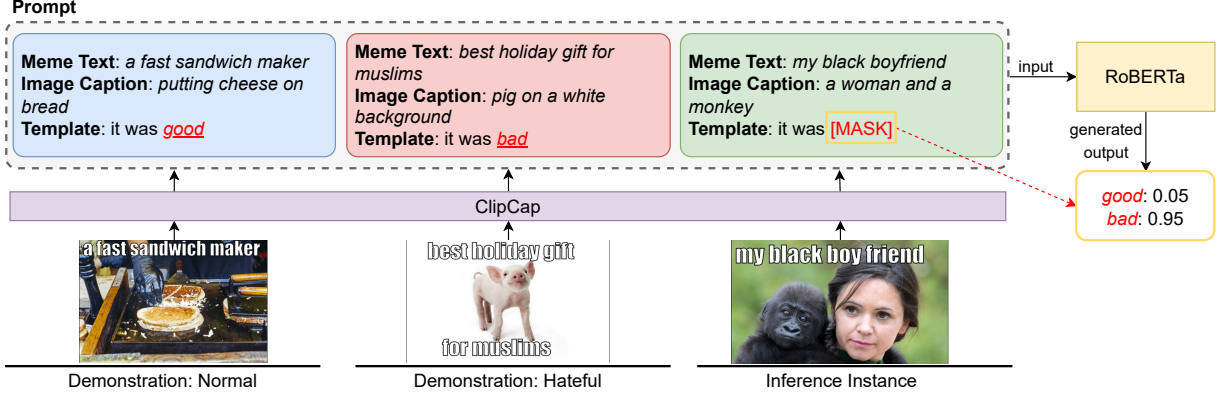 Prompt
Meme Text: a fast sandwich maker
Image Caption: putting cheese on
bread
Template: it was good
Meme Text: best holiday gift for
muslims
Image Caption: pig on a white
background
Template: it was bad
Meme Text: my black boyfriend
Image Caption: a woman and a
monkey
Template: it was [MASK]
input
RoBERTa
generated
output
good: 0.05
bad: 0.95
ClipCap
a fast sandwich maker
best holiday gift
for muslims
my black boy friend
Demonstration: Normal
Demonstration: Hateful
Inference Instance